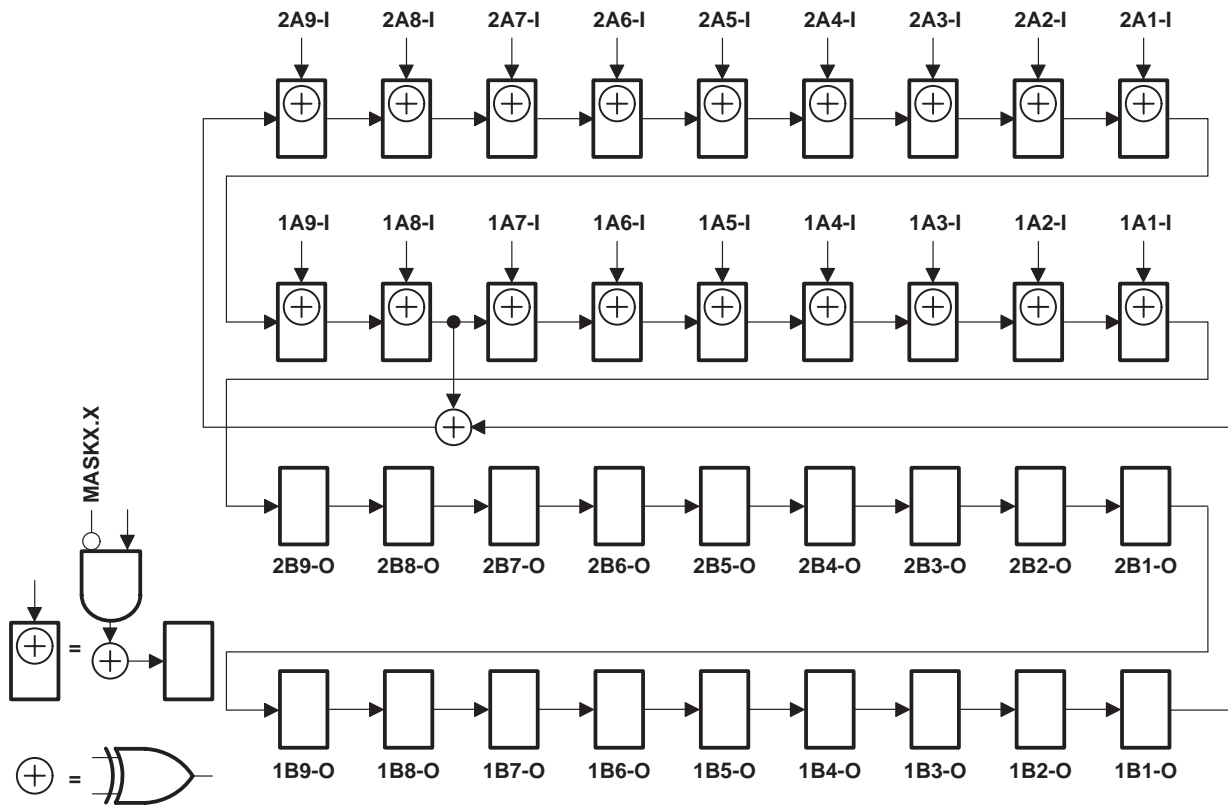 2A9-I 2A8-I 2A7-I 2A6-I 2A5-I 2A4-I 2A3-I 2A2-I 2A1-I
1A9-I 1A8-I 1A7-I 1A6-I 1A5-I 1A4-I 1A3-I 1A2-I 1A1-I
MASKX.X
2B9-O 2B8-O 2B7-O 2B6-O 2B5-O 2B4-O 2B3-O 2B2-O 2B1-O
=
1B9-O 1B8-O 1B7-O 1B6-O 1B5-O 1B4-O 1B3-O 1B2-O 1B1-O
=